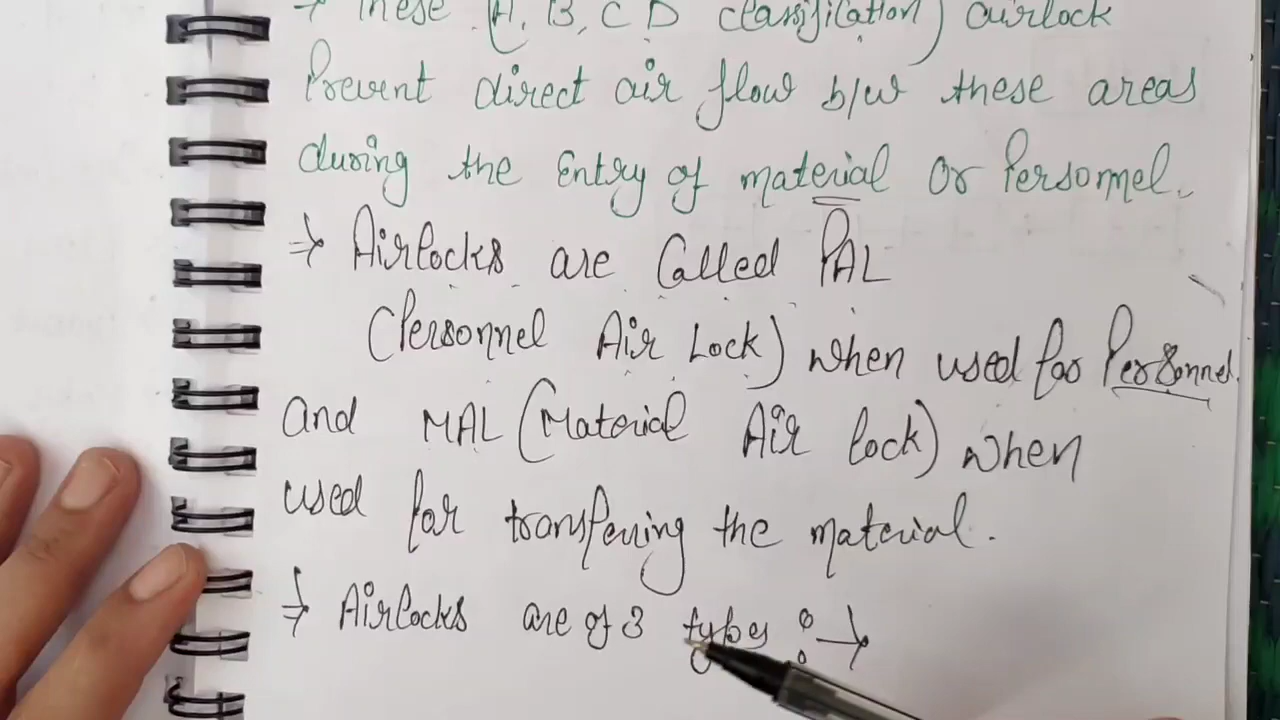 → These (A, B, C D classification) airlock
Prevent direct air flow b/w these areas
during the Entry of material Or Personnel.
→ Airlocks are Called PAL
(Personnel Air Lock) when used for Personnel
and MAL (Material Air lock) when
used for transferring the material.
→ Airlocks are of 3 types :→